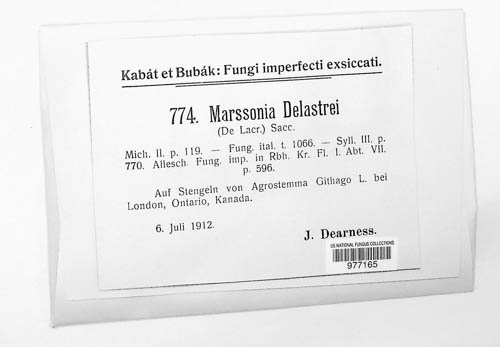 Kabát et Bubák: Fungi imperfecti exsiccati.
774. Marssonia Delastrei
(De Lacr.) Sacc.
Mich. II. p. 119. — Fung. ital. t. 1066. — Syll. III. p.
770. Allesch. Fung. imp. in Rbh. Kr. Fl. I. Abt. VII.
p. 596.
Auf Stengeln von Agrostemma Githago L. bei
London, Ontario, Kanada.
6. Juli 1912.
J. Dearness.
US NATIONAL FUNGUS COLLECTIONS
977165